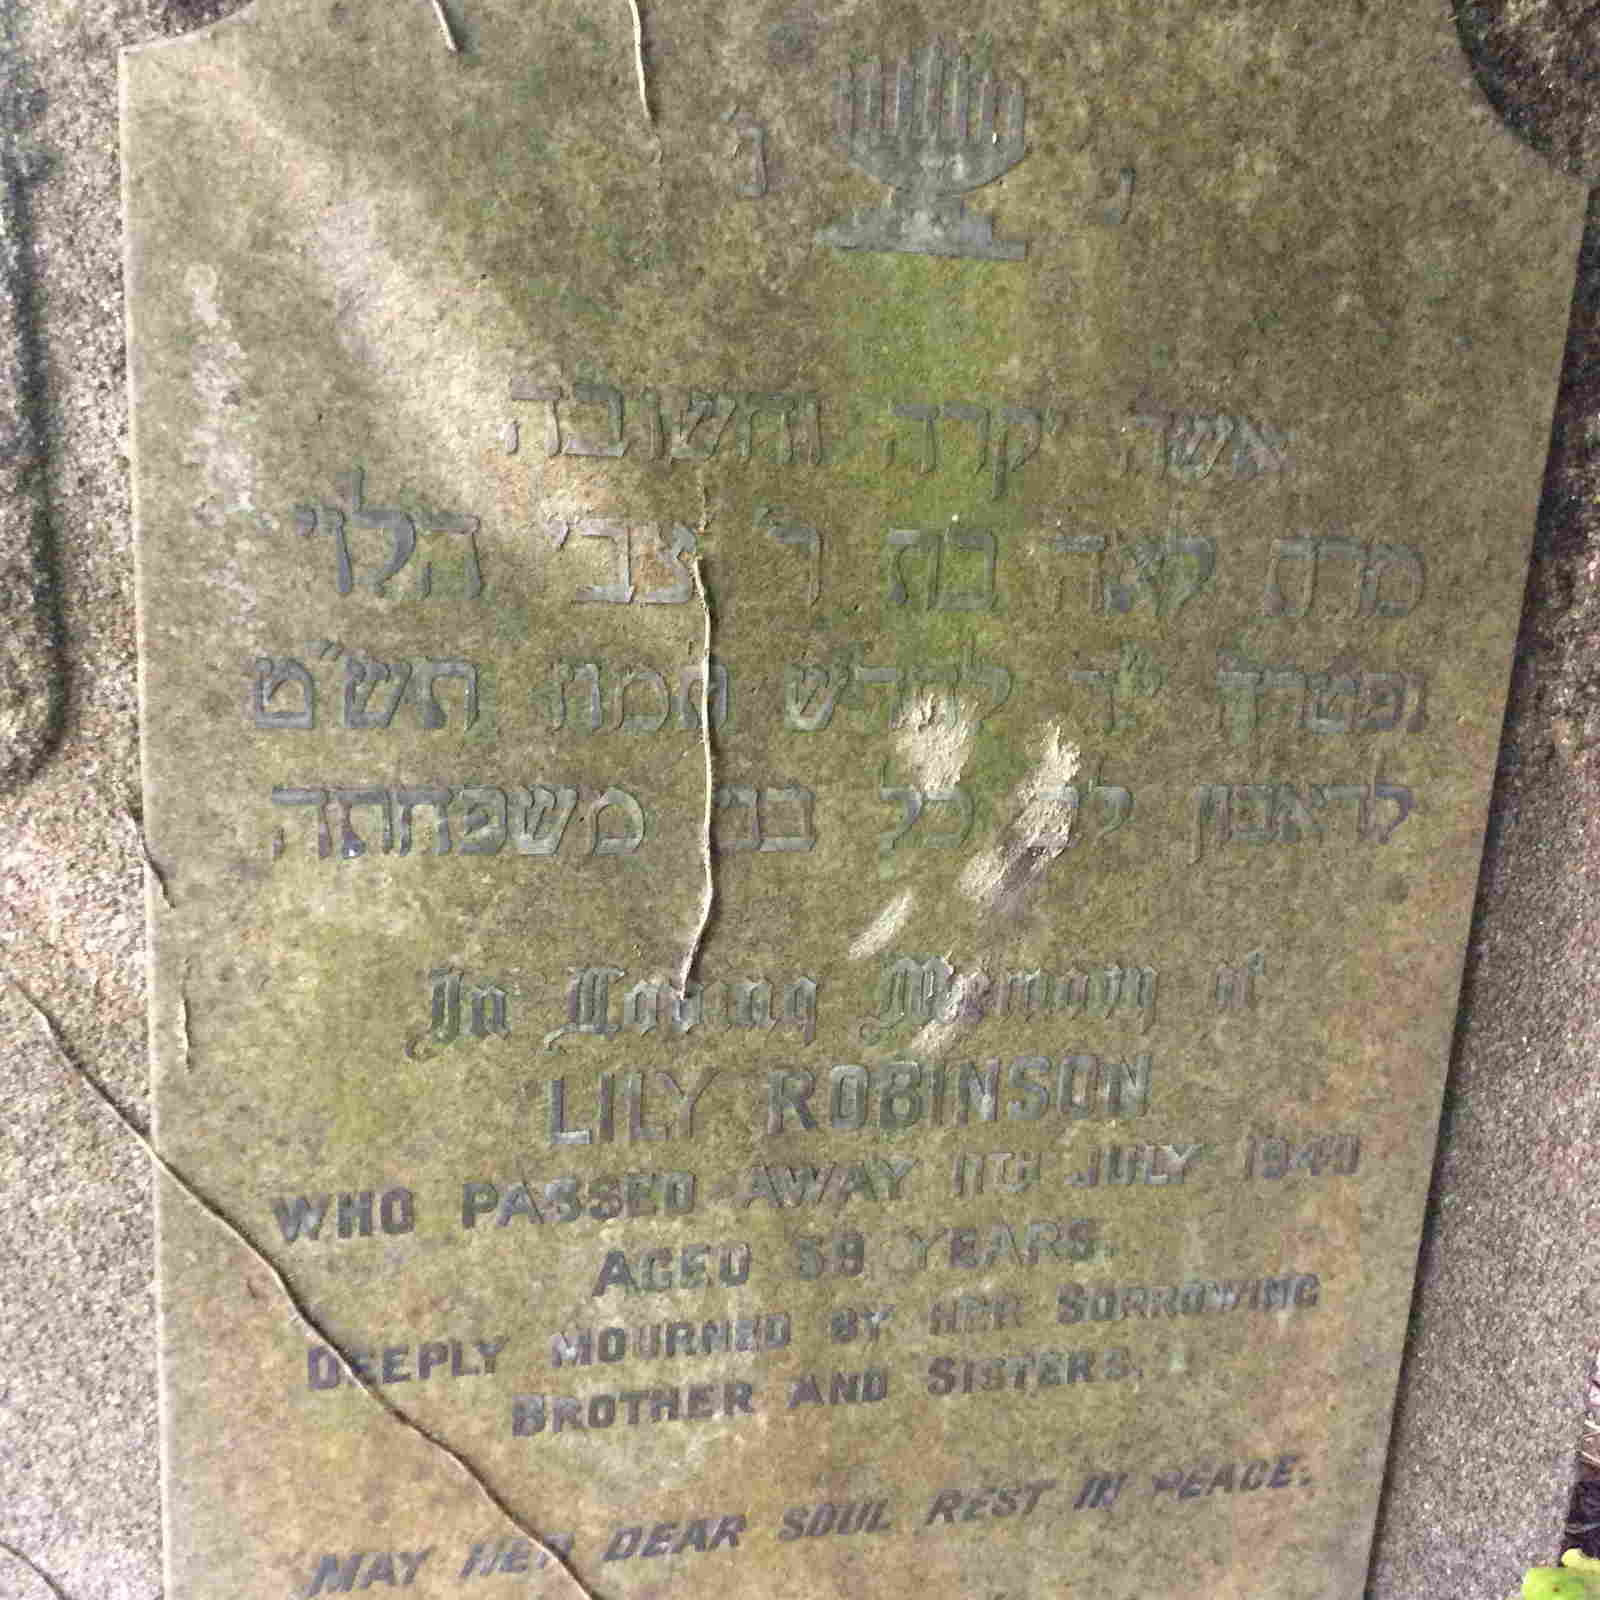 אשה יקרה וחשובה
מרת לאה בת ר' צבי הלוי
נפטרה י"ד לחדש תמוז תש"ט
לדאבון לב כל בני משפחתה
In Loving Memory of
LILY ROBINSON
WHO PASSED AWAY 11TH JULY 1949
AGED 59 YEARS.
DEEPLY MOURNED BY HER SORROWING
BROTHER AND SISTERS.
MAY HER DEAR SOUL REST IN PEACE.